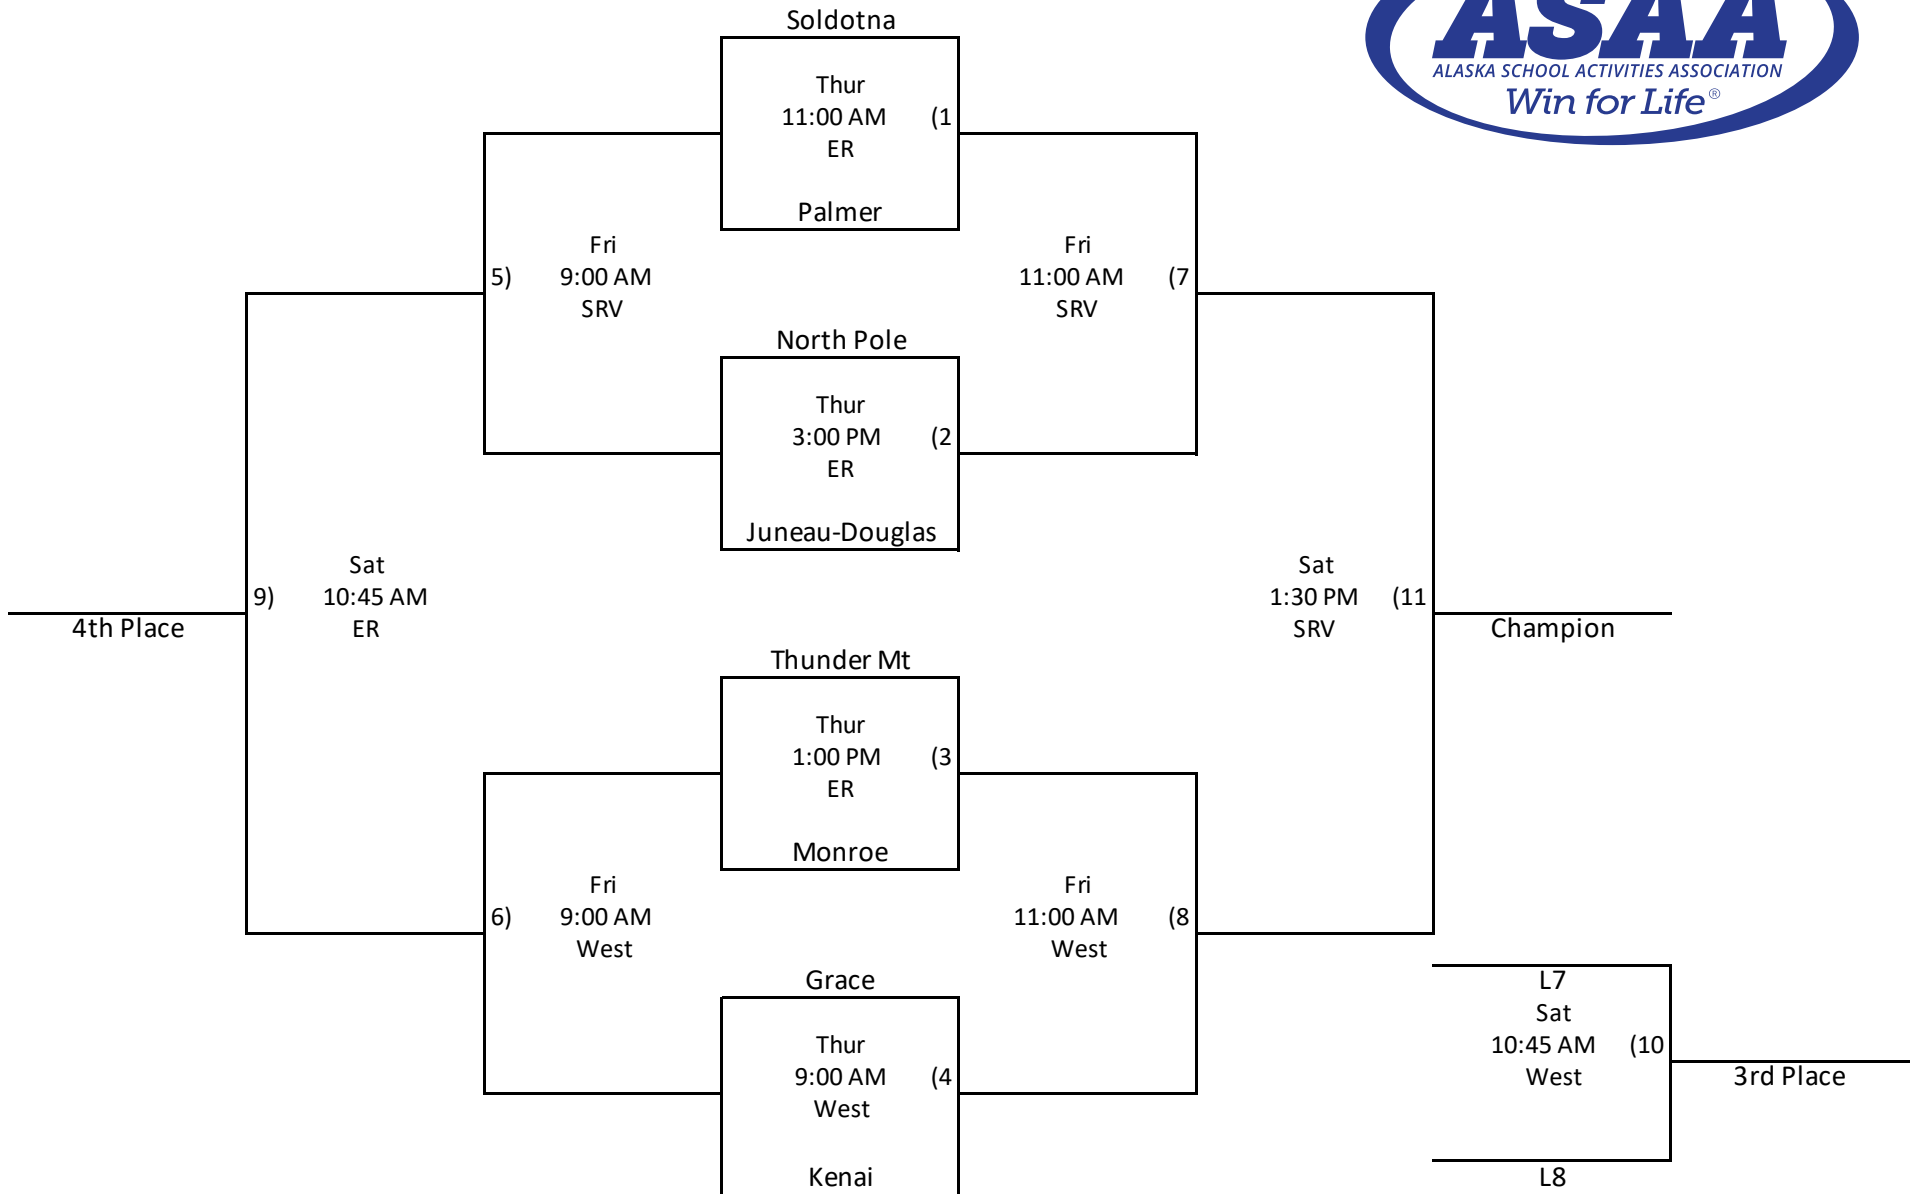 Soldotna
Thur
11:00 AM (1
ER
Palmer
ASAA
ALASKA SCHOOL ACTIVITIES ASSOCIATION
Win for Life®
Fri
5) 9:00 AM
SRV
Fri
11:00 AM (7
SRV
North Pole
Thur
3:00 PM (2
ER
Juneau-Douglas
Sat
9) 10:45 AM
ER
4th Place
Sat
1:30 PM (11
SRV
Champion
Thunder Mt
Thur
1:00 PM (3
ER
Monroe
Fri
6) 9:00 AM
West
Fri
11:00 AM (8
West
Grace
Thur
9:00 AM (4
West
Kenai
L7
Sat
10:45 AM (10
West
3rd Place
L8